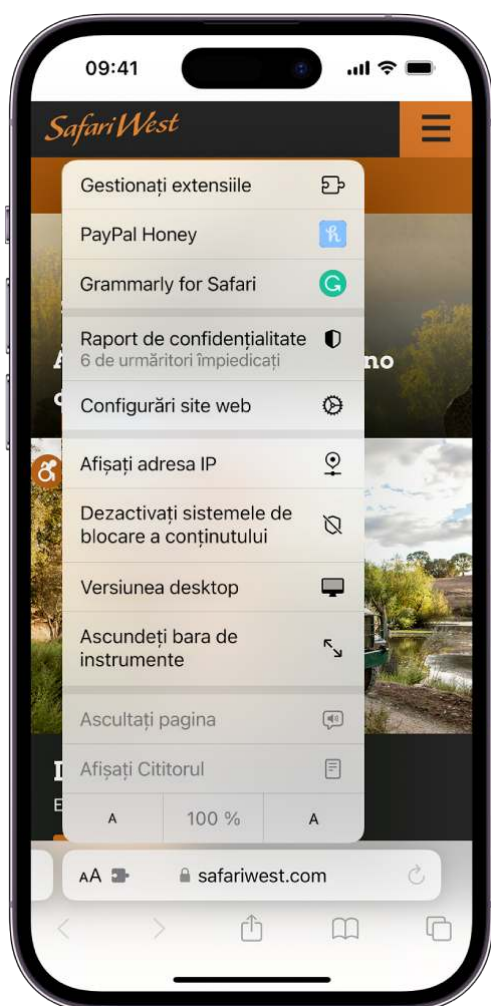 09:41
Safari West
Gestionați extensiile
PayPal Honey
Grammarly for Safari
Raport de confidențialitate
6 de urmăritori împiedicați
no
Configurări site web
Afișați adresa IP
Dezactivați sistemele de
blocare a conținutului
Versiunea desktop
Ascundeți bara de
instrumente
Ascultați pagina
Afișați Cititorul
A 100 % A
AA safariwest.com